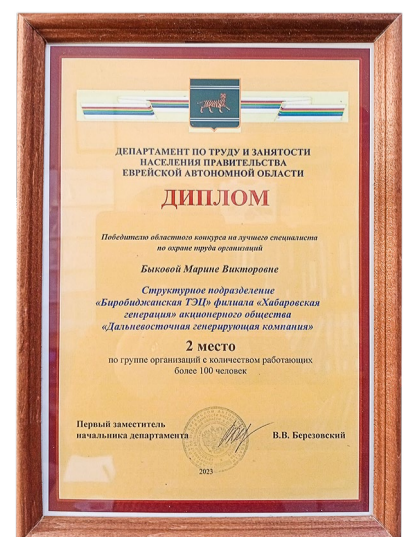 ДЕПАРТАМЕНТ ПО ТРУДУ И ЗАНЯТОСТИ
НАСЕЛЕНИЯ ПРАВИТЕЛЬСТВА
ЕВРЕЙСКОЙ АВТОНОМНОЙ ОБЛАСТИ
ДИПЛОМ
Победителю областного конкурса на лучшего специалиста
по охране труда организаций
Быковой Марине Викторовне
Структурное подразделение
«Биробиджанская ТЭЦ» филиала «Хабаровская
генерация» акционерного общества
«Дальневосточная генерирующая компания»
2 место
по группе организаций с количеством работающих
более 100 человек
Первый заместитель
начальника департамента
В.В. Березовский
2023